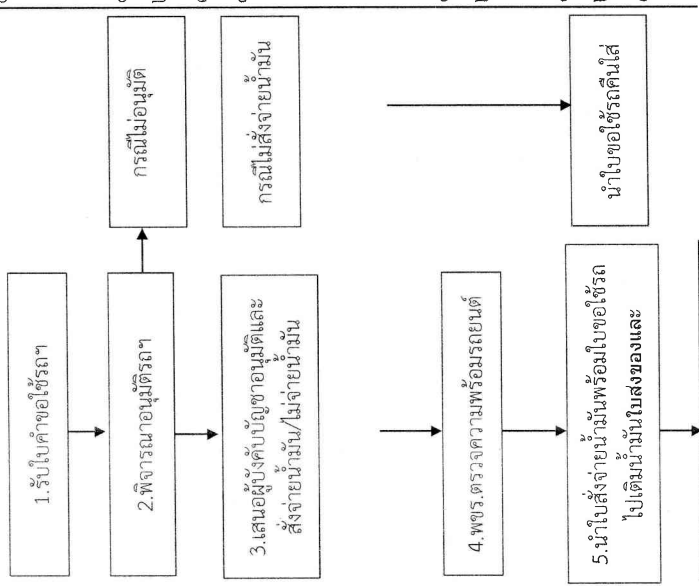 1.รับใบคำขอใช้รถฯ
2.พิจารณาอนุมัติรถฯ
กรณีไม่อนุมัติ
3.เสนอผู้บังคับบัญชาอนุมัติและ
สั่งจ่ายน้ำมัน/ไม่จ่ายน้ำมัน
กรณีไม่สั่งจ่ายน้ำมัน
4.พขร.ตรวจความพร้อมรถยนต์
5.นำใบสั่งจ่ายน้ำมันพร้อมใบขอใช้รถ
ไปเติมน้ำมันใบส่งของและ
นำใบขอใช้รถคืนใส่